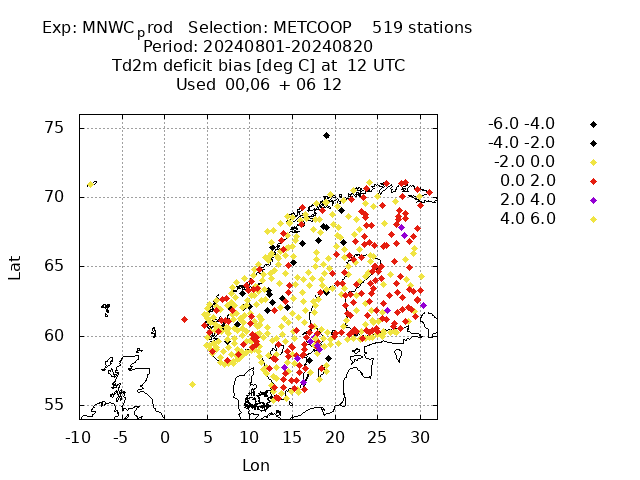 Exp: MNWCprod   Selection: METCOOP    519 stations
Period: 20240801-20240820
Td2m deficit bias [deg C] at  12 UTC
Used  00,06  + 06 12
75
70
65
60
55
Lat
-10 -5 0 5 10 15 20 25 30
Lon
-6.0 -4.0
-4.0 -2.0
-2.0 0.0
0.0 2.0
2.0 4.0
4.0 6.0